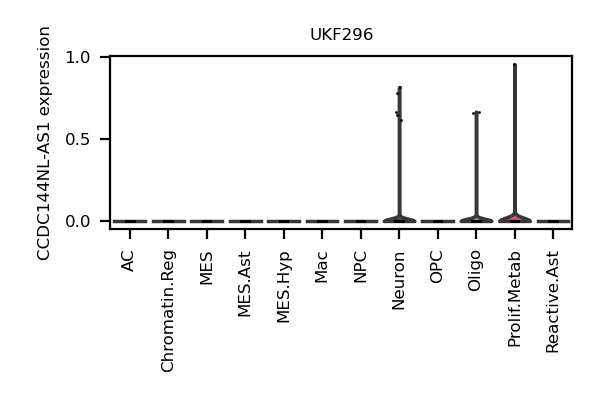 UKF296
CCDC144NL-AS1 expression
1.0
0.5
0.0
AC
Chromatin.Reg
MES
MES.Ast
MES.Hyp
Mac
NPC
Neuron
OPC
Oligo
Prolif.Metab
Reactive.Ast